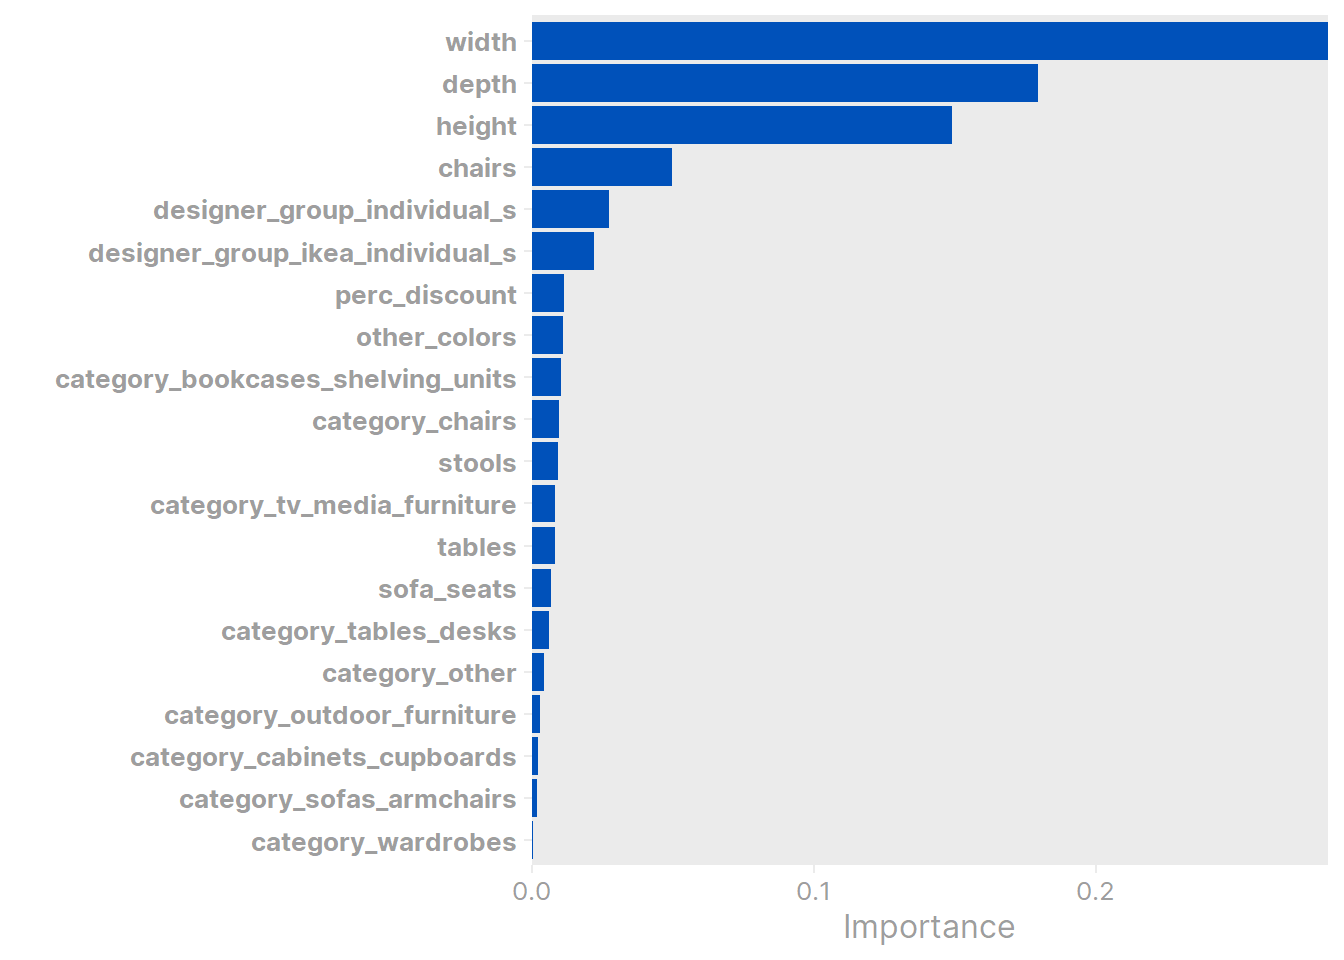 width
depth
height
chairs
designer_group_individual_s
designer_group_ikea_individual_s
perc_discount
other_colors
category_bookcases_shelving_units
category_chairs
stools
category_tv_media_furniture
tables
sofa_seats
category_tables_desks
category_other
category_outdoor_furniture
category_cabinets_cupboards
category_sofas_armchairs
category_wardrobes
0.0 0.1 0.2
Importance